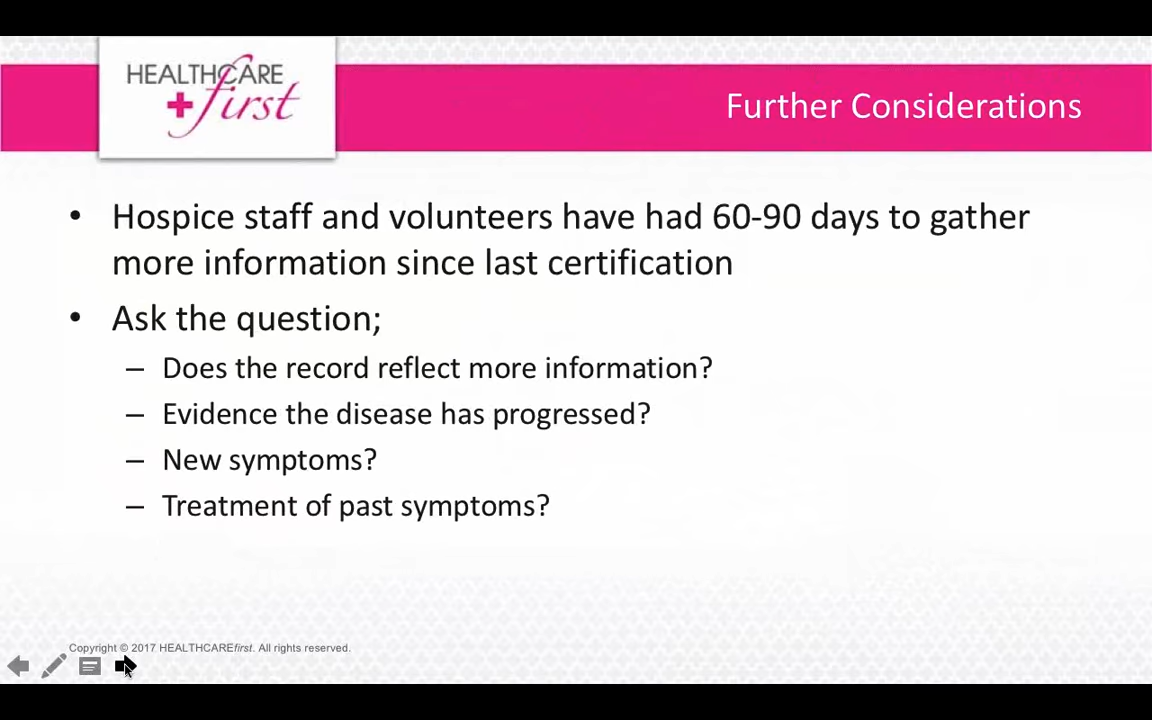 HEALTHCARE
first
Further Considerations
• Hospice staff and volunteers have had 60-90 days to gather
more information since last certification
• Ask the question;
– Does the record reflect more information?
– Evidence the disease has progressed?
– New symptoms?
– Treatment of past symptoms?
Copyright © 2017 HEALTHCAREfirst. All rights reserved.